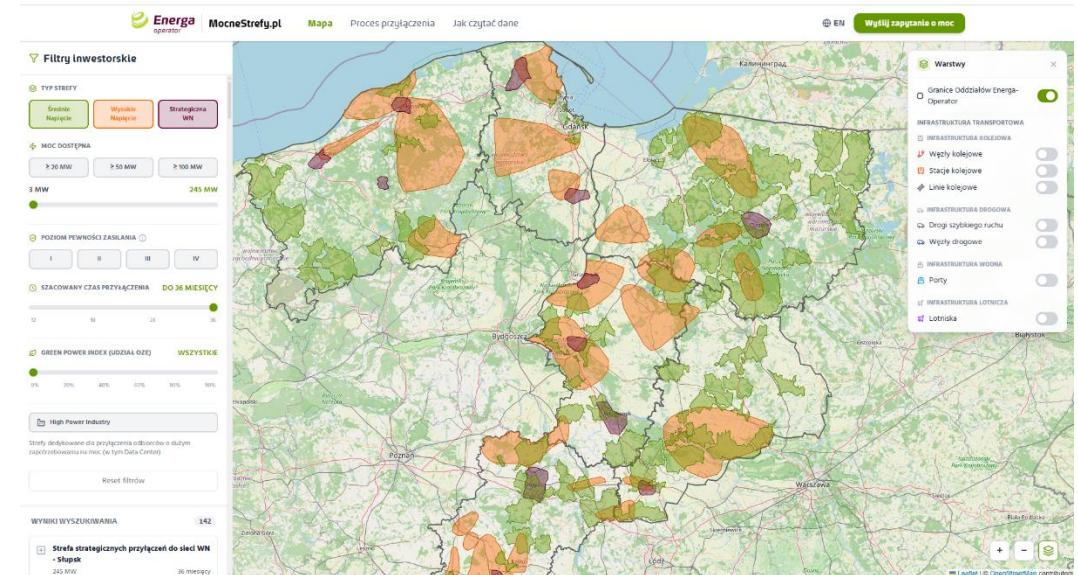 Energa
operator
MocneStrefy.pl
Mapa
Proces przyłączenia
Jak czytać dane
EN
Wyślij zapytanie o moc
Filtry inwestorskie
TYP STREFY
Średnie Napięcie
Wysokie Napięcie
Strategiczna WN
MOC DOSTĘPNA
≥ 20 MW
≥ 50 MW
≥ 100 MW
3 MW
245 MW
POZIOM PEWNOŚCI ZASILANIA
I
II
III
IV
SZACOWANY CZAS PRZYŁĄCZENIA
DO 36 MIESIĘCY
12
36
GREEN POWER INDEX (UDZIAŁ OZE)
WSZYSTKIE
0%
20%
40%
60%
80%
90%
High Power Industry
Strefy dedykowane dla przyłączenia odbiorców o dużym
zapotrzebowaniu na moc (w tym Data Center)
Reset filtrów
WYNIKI WYSZUKIWANIA
142
Strefa strategicznych przyłączeń do sieci WN
- Słupsk
245 MW
36 miesięcy
Калининград
Gdańsk
Bydgoszcz
Poznań
Warszawa
Łódź
Białystok
Warstwy
Granice Oddziałów Energa-
Operator
INFRASTRUKTURA TRANSPORTOWA
INFRASTRUKTURA KOLEJOWA
Węzły kolejowe
Stacje kolejowe
Linie kolejowe
INFRASTRUKTURA DROGOWA
Drogi szybkiego ruchu
Węzły drogowe
INFRASTRUKTURA WODNA
Porty
INFRASTRUKTURA LOTNICZA
Lotniska
+
−
Leaflet | © OpenStreetMap contributors